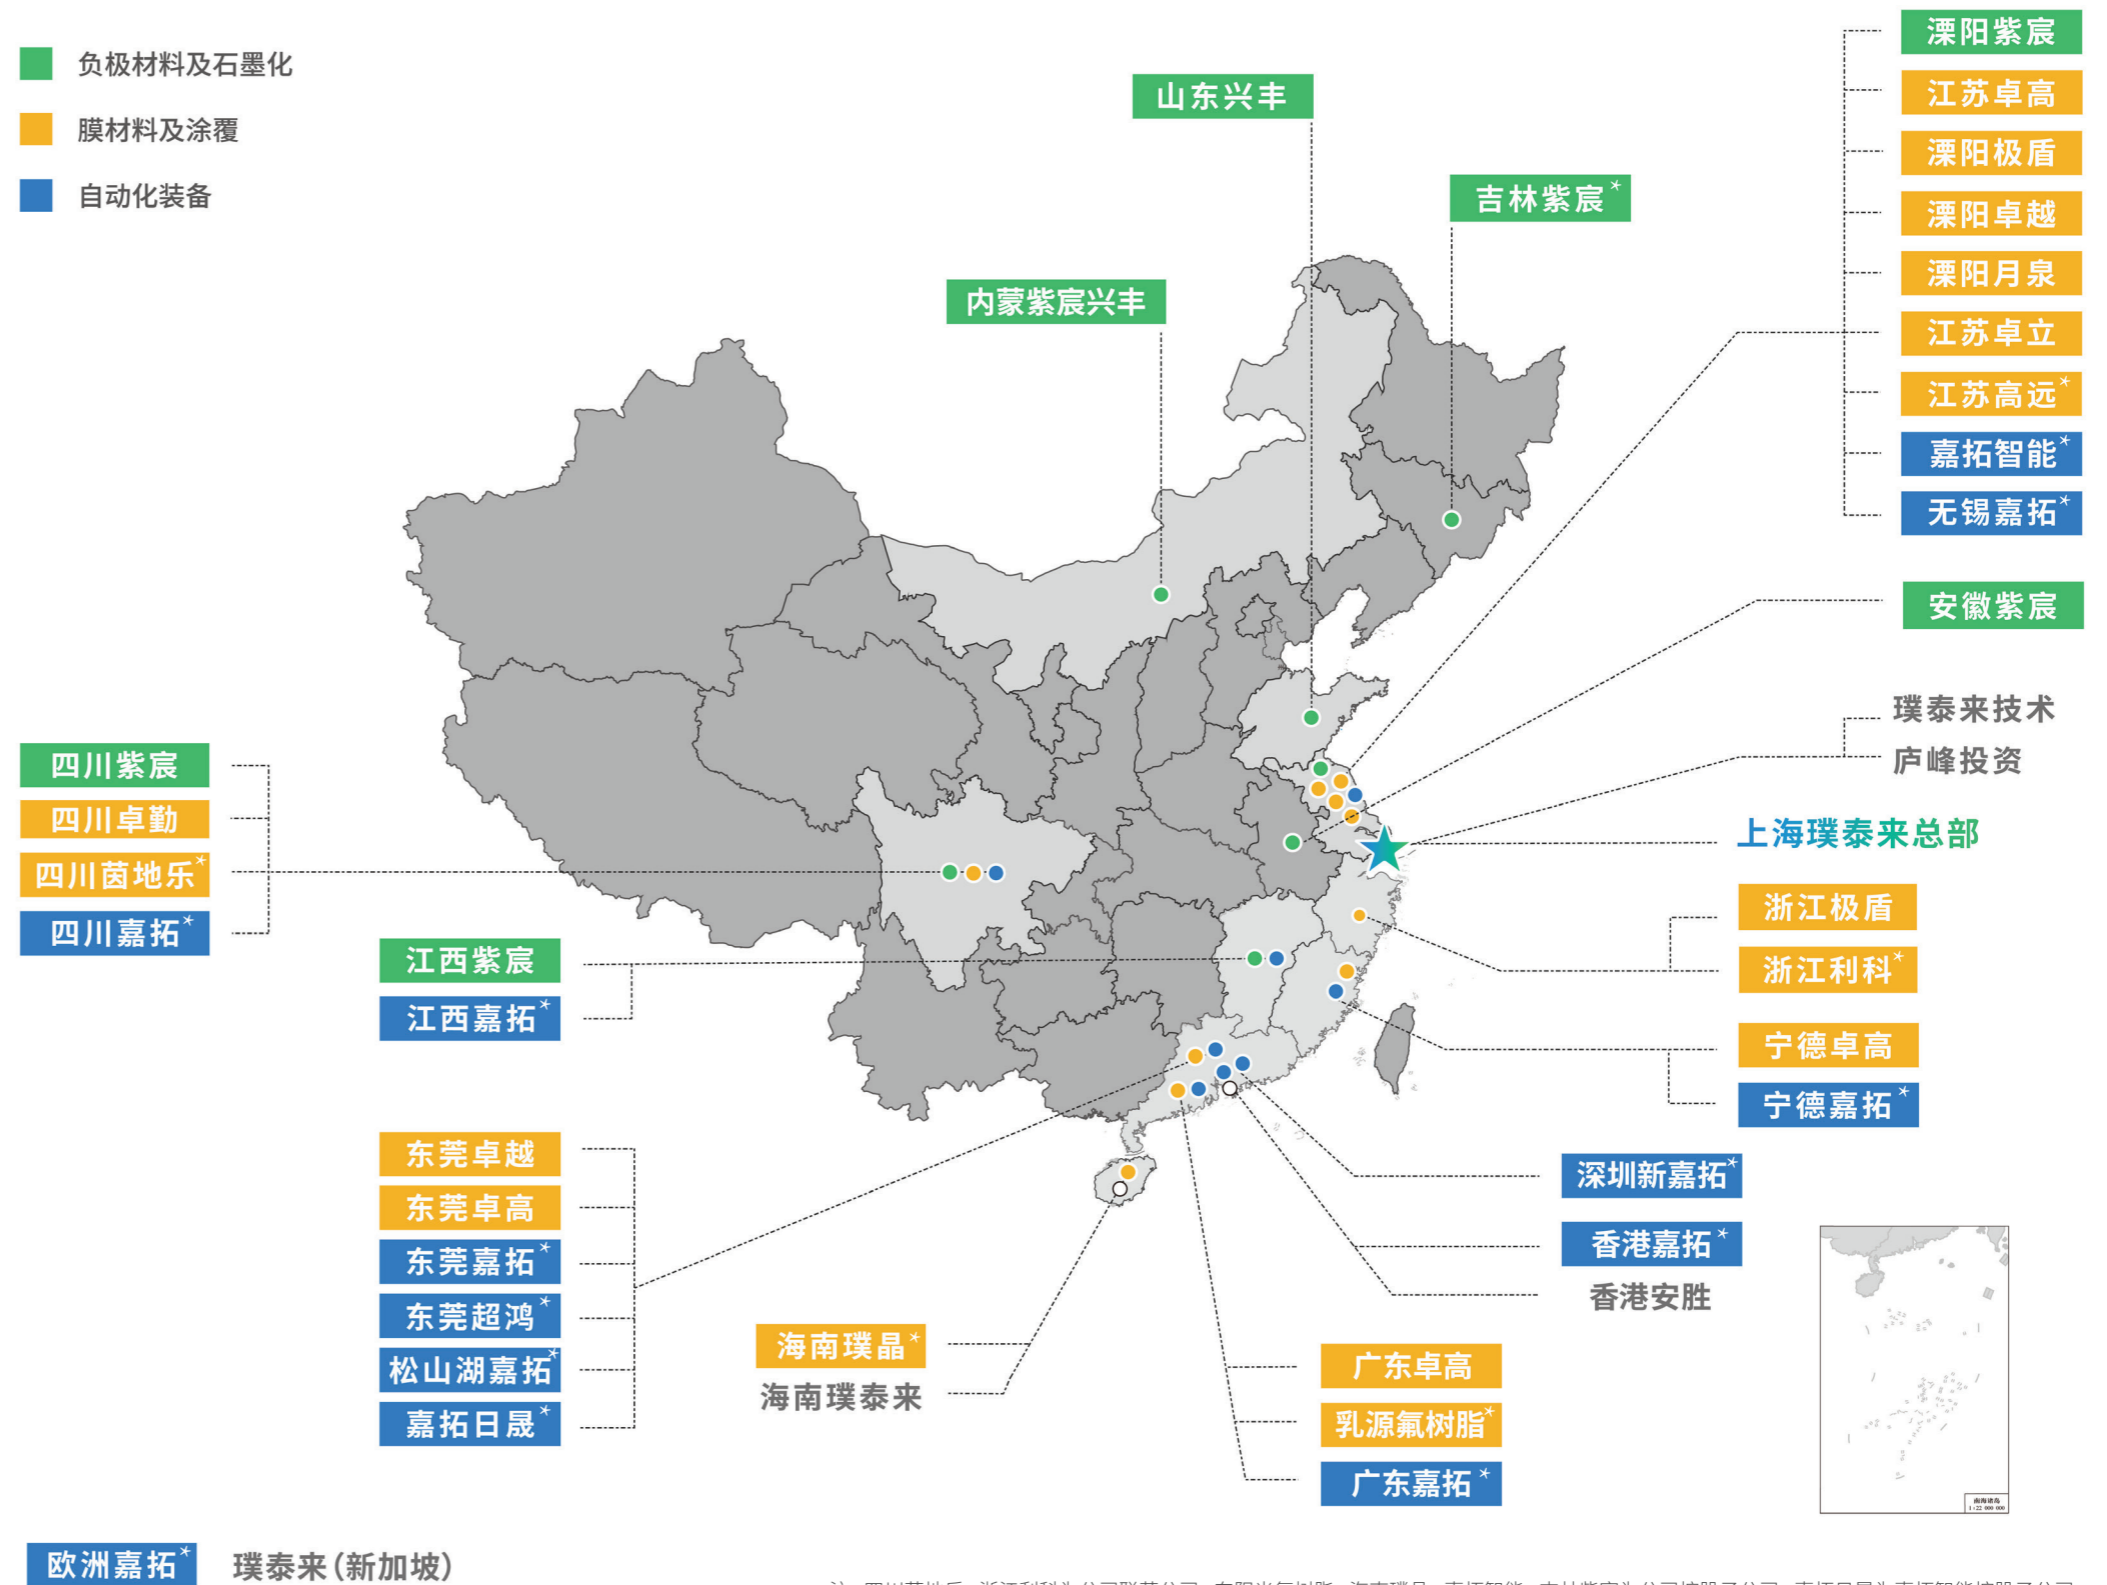 负极材料及石墨化
膜材料及涂覆
自动化装备
山东兴丰
吉林紫宸*
内蒙紫宸兴丰
溧阳紫宸
江苏卓高
溧阳极盾
溧阳卓越
溧阳月泉
江苏卓立
江苏高远*
嘉拓智能*
无锡嘉拓*
安徽紫宸
璞泰来技术
庐峰投资
上海璞泰来总部
浙江极盾
浙江利科*
宁德卓高
宁德嘉拓*
四川紫宸
四川卓勤
四川茵地乐*
四川嘉拓*
江西紫宸
江西嘉拓*
东莞卓越
东莞卓高
东莞嘉拓*
东莞超鸿*
松山湖嘉拓*
嘉拓日晟*
深圳新嘉拓*
香港嘉拓*
香港安胜
海南璞晶*
海南璞泰来
广东卓高
乳源氟树脂*
广东嘉拓*
南海诸岛
1:22 000 000
欧洲嘉拓*
璞泰来(新加坡)